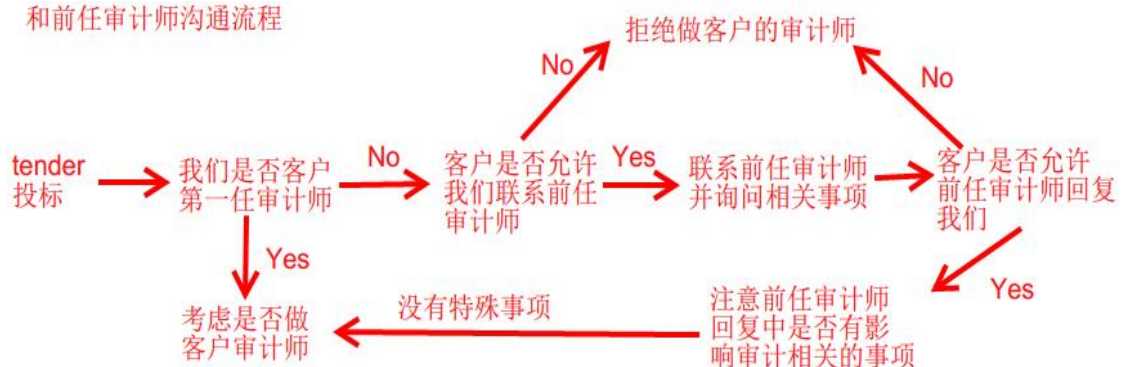 和前任审计师沟通流程
拒绝做客户的审计师
No
No
tender
投标
我们是否客户
第一任审计师
No
客户是否允许
我们联系前任
审计师
Yes
联系前任审计师
并询问相关事项
客户是否允许
前任审计师回复
我们
Yes
Yes
考虑是否做
客户审计师
没有特殊事项
注意前任审计师
回复中是否有影
响审计相关的事项